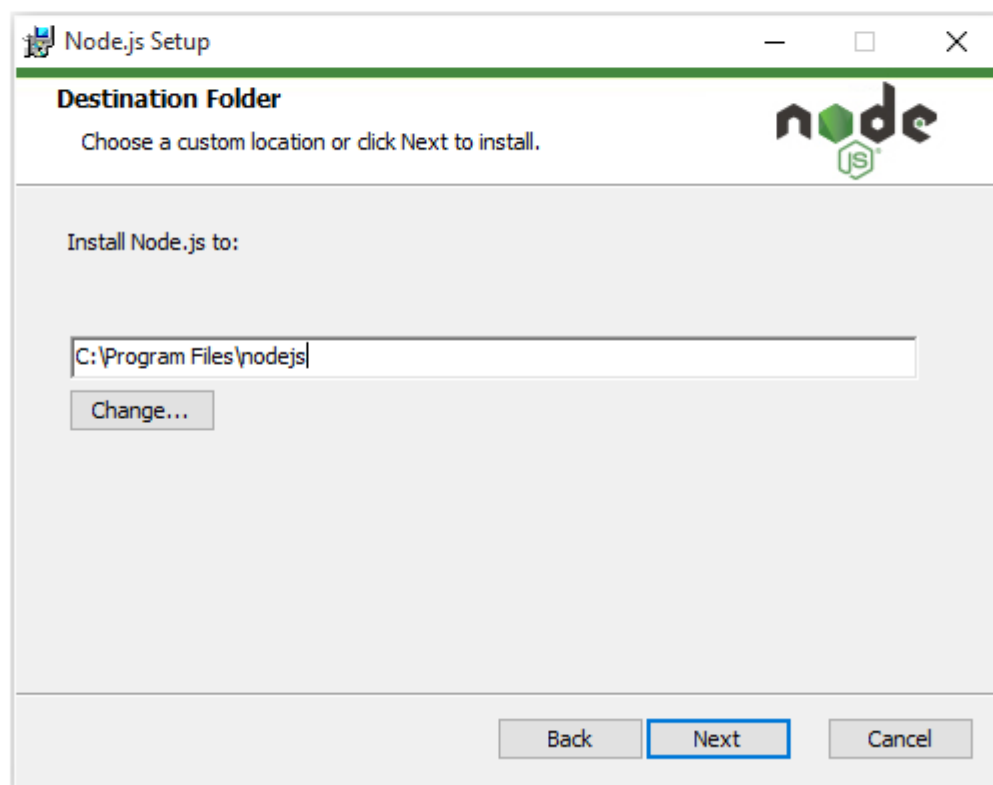 Node.js Setup
Destination Folder
Choose a custom location or click Next to install.
node
JS
Install Node.js to:
C:\Program Files\nodejs
Change...
Back Next Cancel